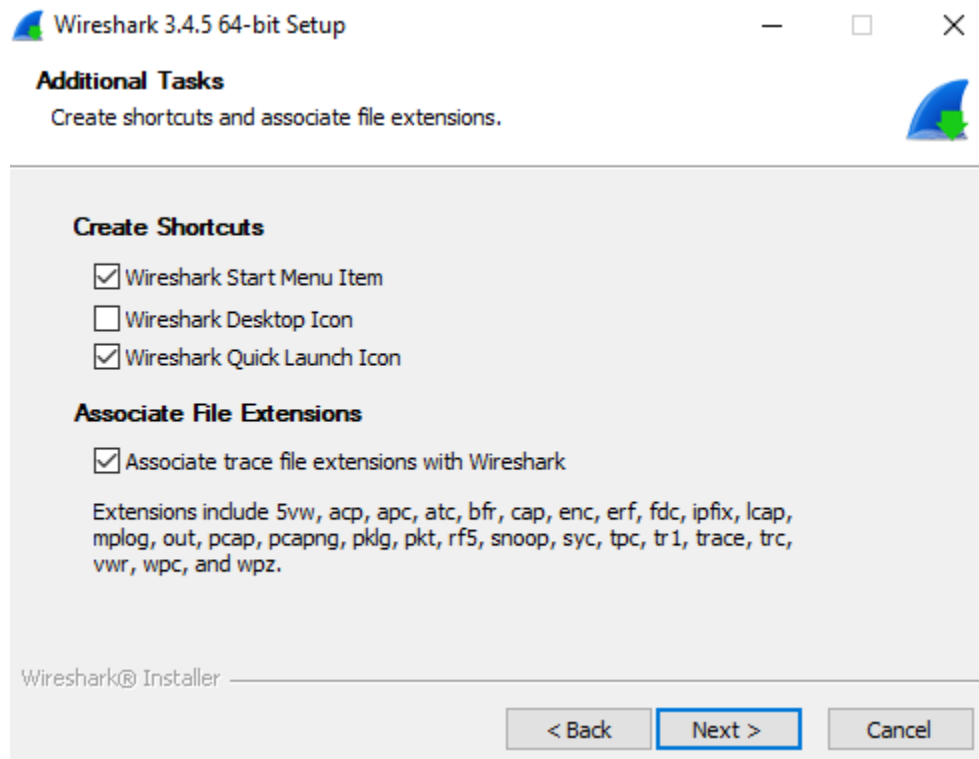 Wireshark 3.4.5 64-bit Setup
Additional Tasks
Create shortcuts and associate file extensions.
Create Shortcuts
Wireshark Start Menu Item
Wireshark Desktop Icon
Wireshark Quick Launch Icon
Associate File Extensions
Associate trace file extensions with Wireshark
Extensions include 5vw, acp, apc, atc, bfr, cap, enc, erf, fdc, ipfix, lcap,
mplog, out, pcap, pcapng, pklg, pkt, rf5, snoop, syc, tpc, tr1, trace, trc,
vwr, wpc, and wpz.
Wireshark® Installer
< Back
Next >
Cancel